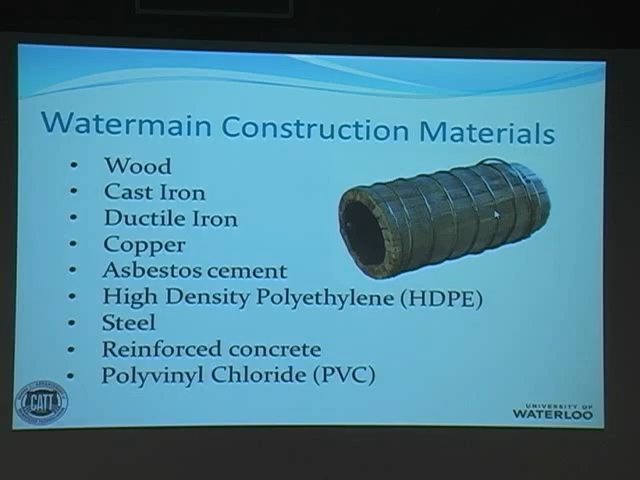 Watermain Construction Materials
• Wood
• Cast Iron
• Ductile Iron
• Copper
• Asbestos cement
• High Density Polyethylene (HDPE)
• Steel
• Reinforced concrete
• Polyvinyl Chloride (PVC)
CATT
UNIVERSITY OF
WATERLOO